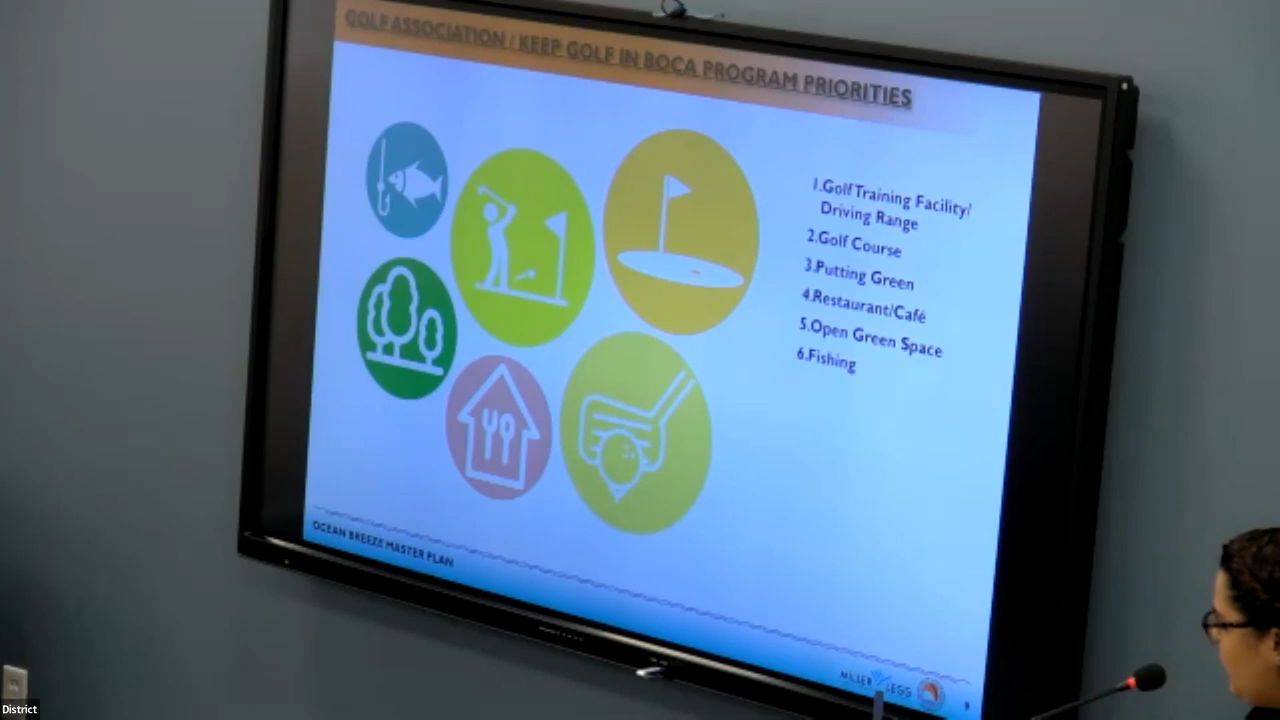 GOLF ASSOCIATION / KEEP GOLF IN BOCA PROGRAM PRIORITIES
1.Golf Training Facility/
Driving Range
2.Golf Course
3.Putting Green
4.Restaurant/Café
5.Open Green Space
6.Fishing
OCEAN BREEZE MASTER PLAN
MILLER LEGG
9
District